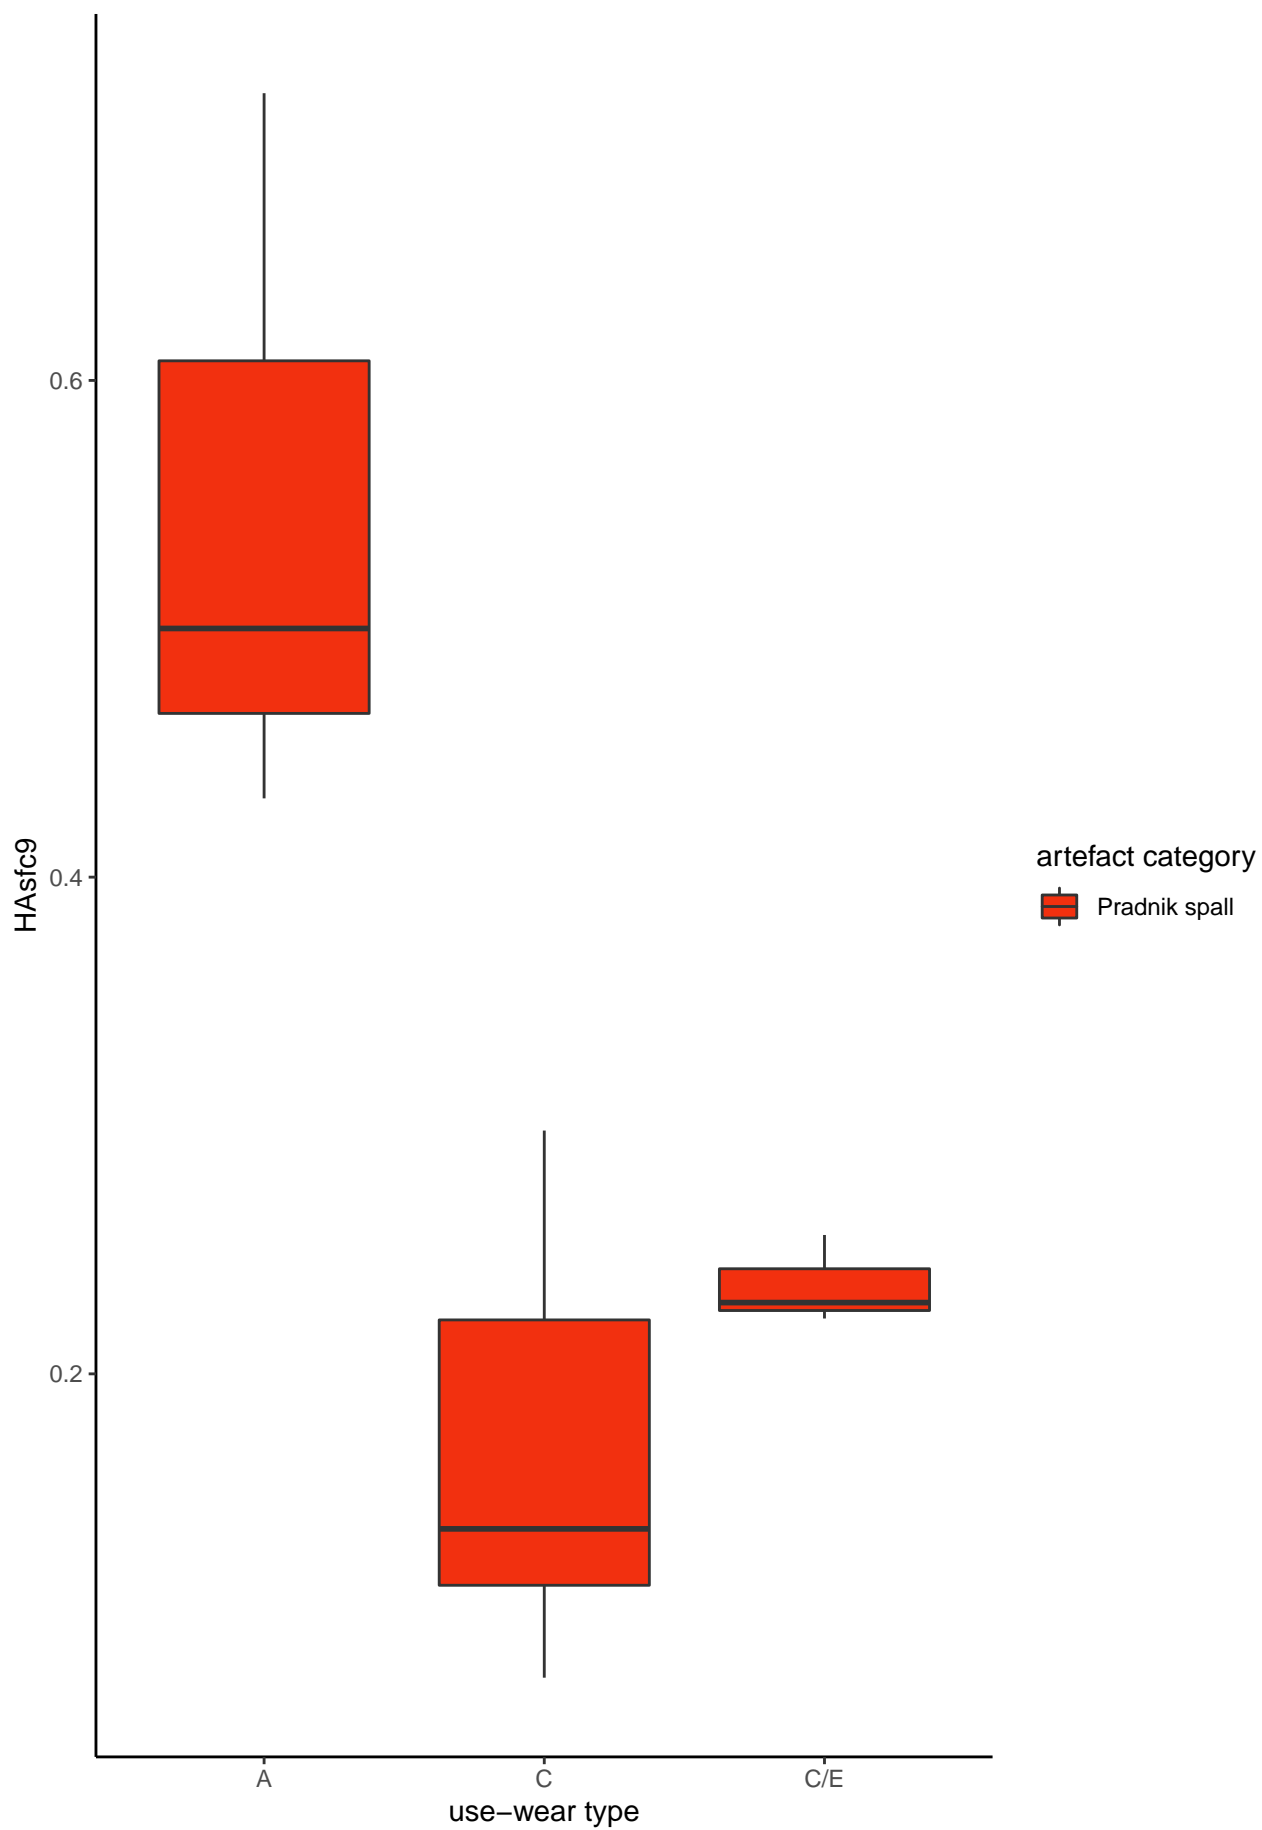 0.6
0.4
0.2
HAsfc9
A
C
C/E
use−wear type
artefact category
Pradnik spall